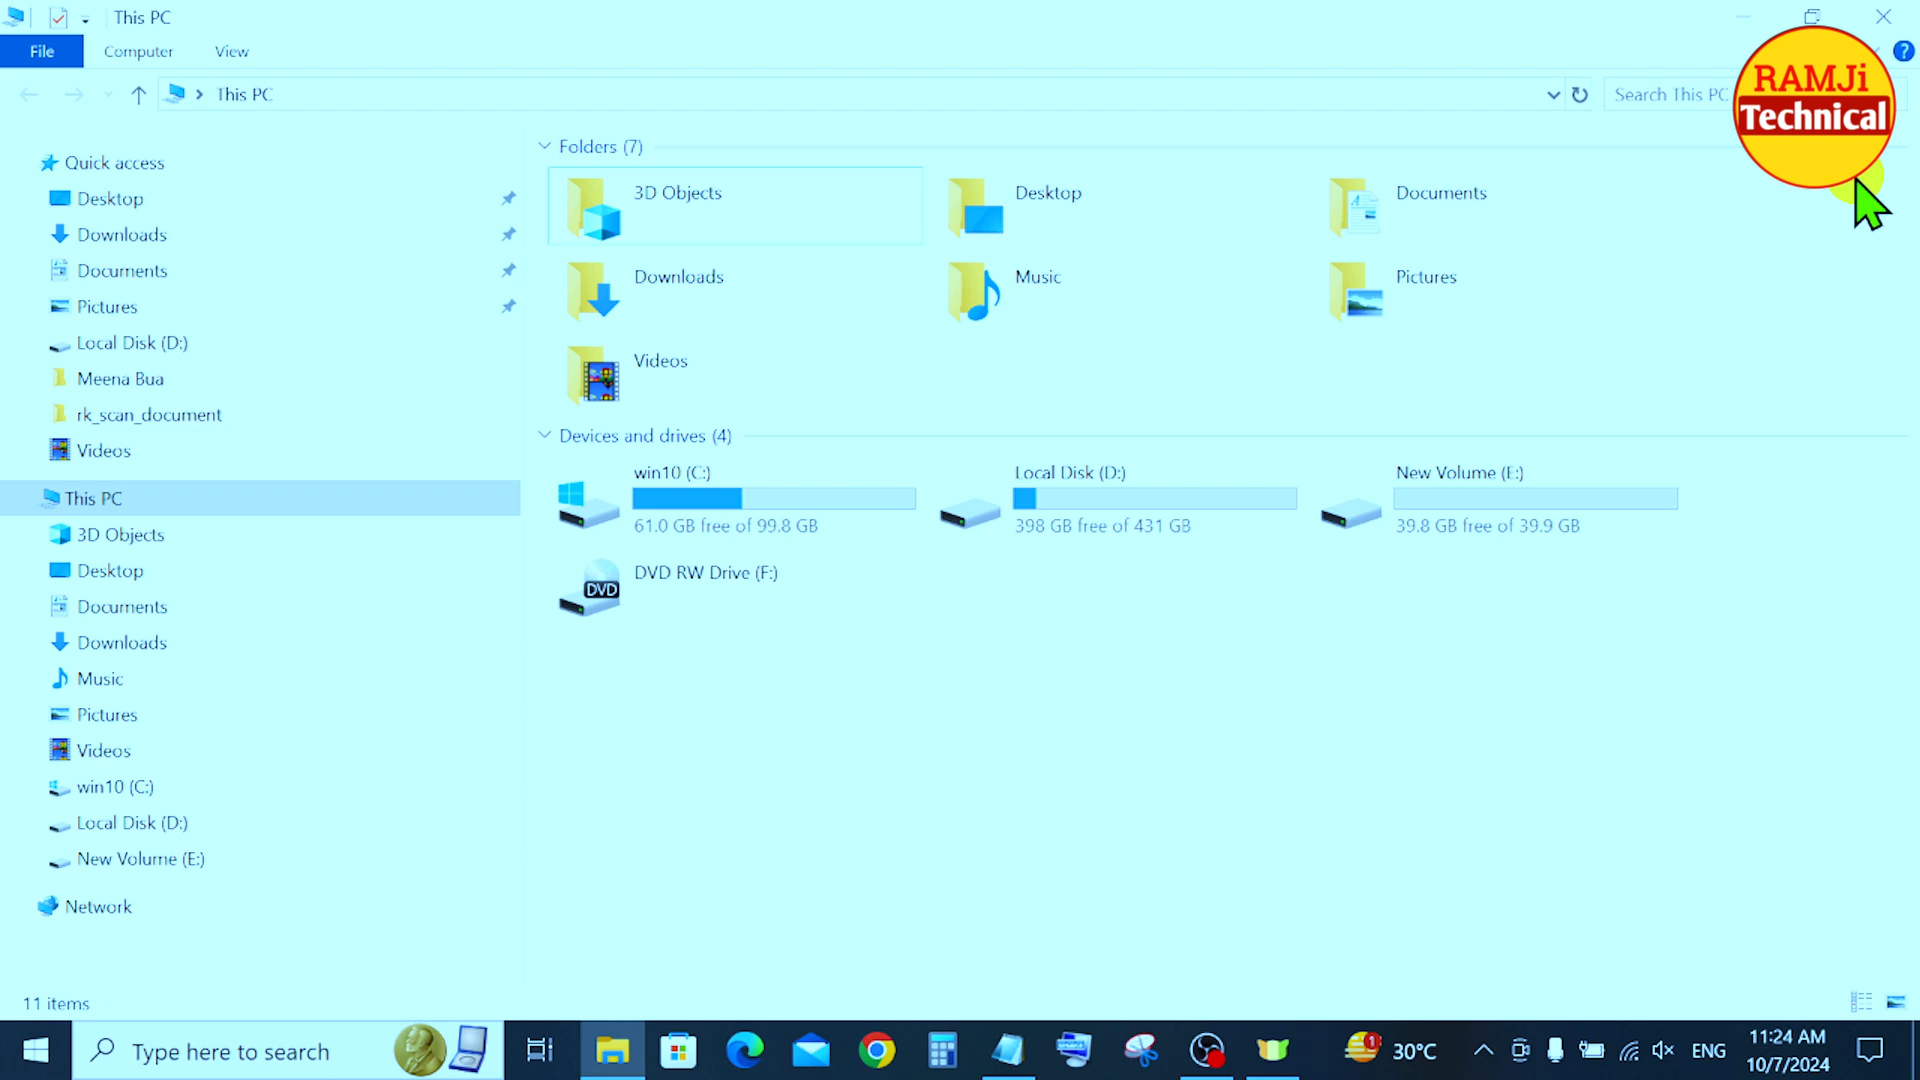 This PC
File
Computer
View
This PC
Search This PC
RAMJi
Technical
Quick access
Desktop
Downloads
Documents
Pictures
Local Disk (D:)
Meena Bua
rk_scan_document
Videos
This PC
3D Objects
Desktop
Documents
Downloads
Music
Pictures
Videos
win10 (C:)
Local Disk (D:)
New Volume (E:)
Network
Folders (7)
3D Objects
Desktop
Documents
Downloads
Music
Pictures
Videos
Devices and drives (4)
win10 (C:)
61.0 GB free of 99.8 GB
Local Disk (D:)
398 GB free of 431 GB
New Volume (E:)
39.8 GB free of 39.9 GB
DVD
DVD RW Drive (F:)
11 items
Type here to search
1
30°C
ENG
11:24 AM
10/7/2024